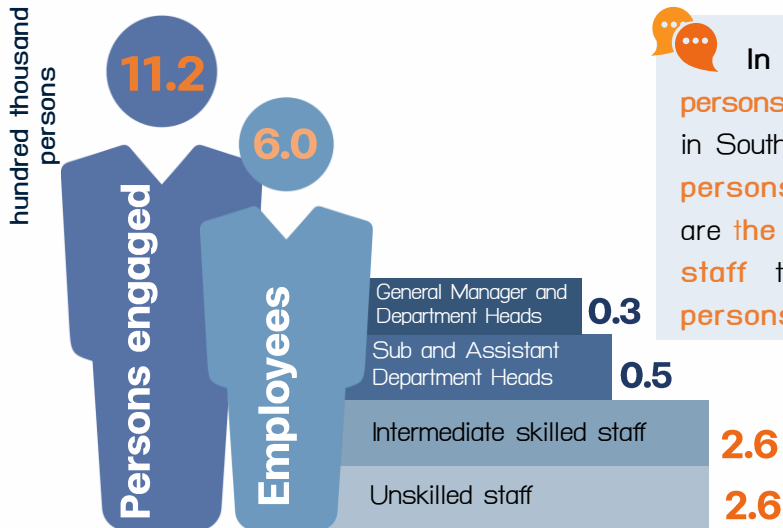 hundred thousand
persons
11.2
6.0
Persons engaged
Employees
General Manager and
Department Heads
0.3
Sub and Assistant
Department Heads
0.5
Intermediate skilled staff
2.6
Unskilled staff
2.6
In
persons
in South
persons
are the
staff t
persons